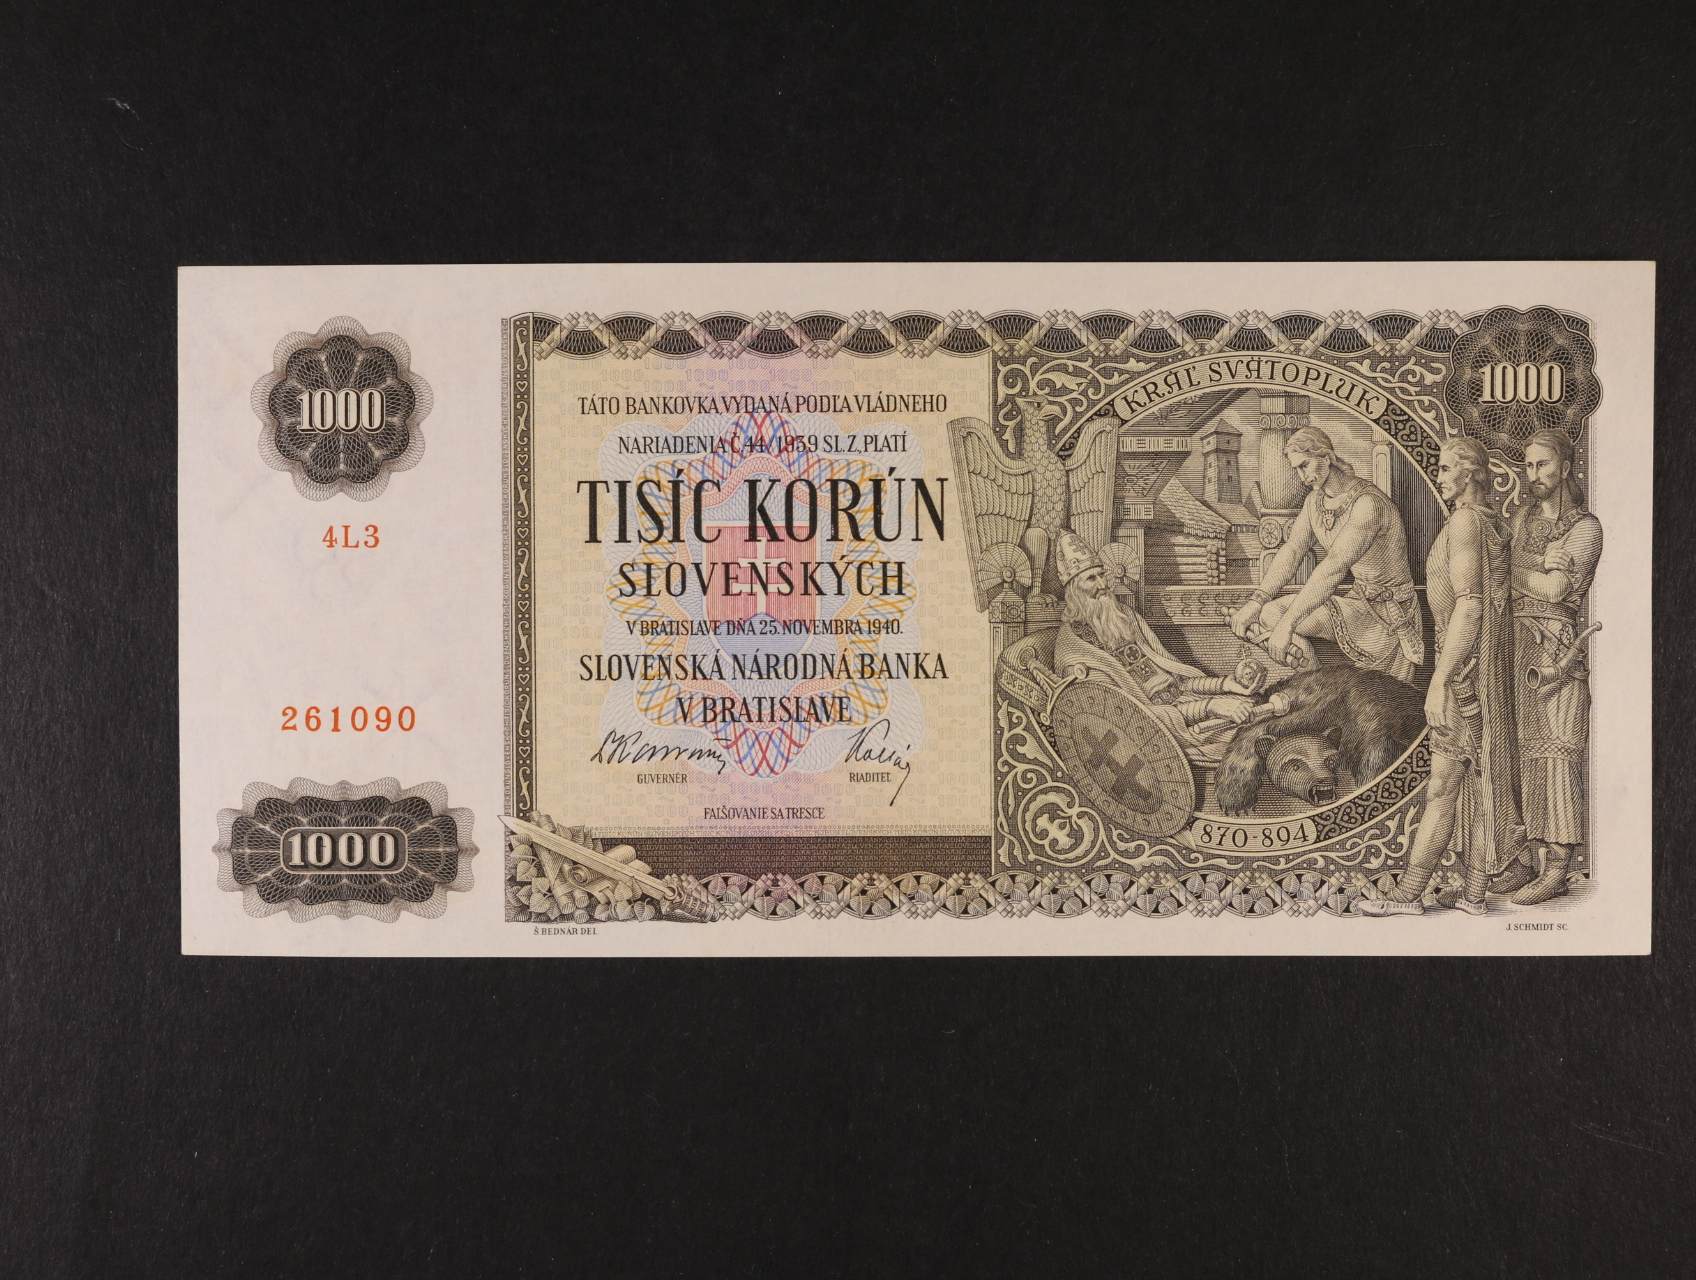 1000
4L3
261090
1000
TÁTO BANKOVKA VYDANÁ PODĽA VLÁDNEHO
NARIADENIA Č. 44/1939 SL. Z., PLATÍ
TISÍC KORÚN
SLOVENSKÝCH
V BRATISLAVE DŇA 25. NOVEMBRA 1940.
SLOVENSKÁ NÁRODNÁ BANKA
V BRATISLAVE
GUVERNÉR
RIADITEĽ
FALŠOVANIE SA TRESCE
Š. BEDNÁR DEL.
KRÁĽ SVÄTOPLUK
1000
870-894
J. SCHMIDT SC.